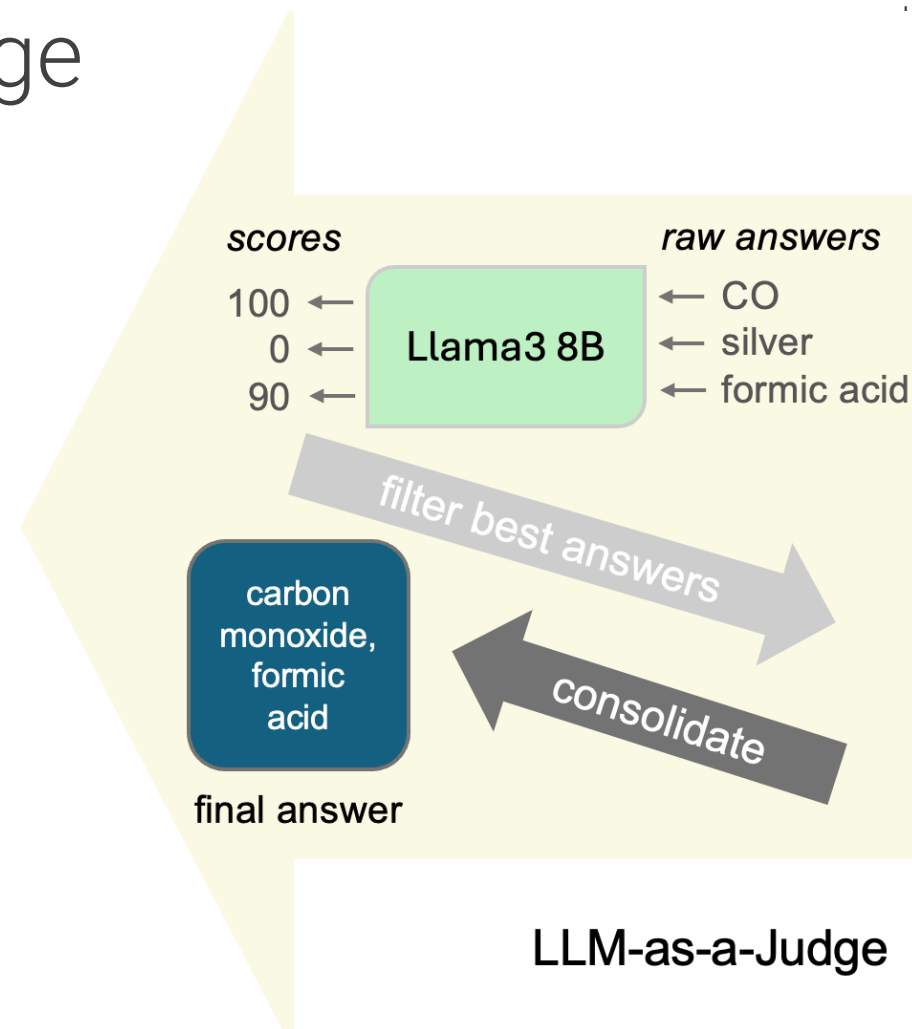 ge
scores
raw answers
100
CO
0
Llama3 8B
silver
90
formic acid
filter best answers
carbon
monoxide,
formic
acid
consolidate
final answer
LLM-as-a-Judge